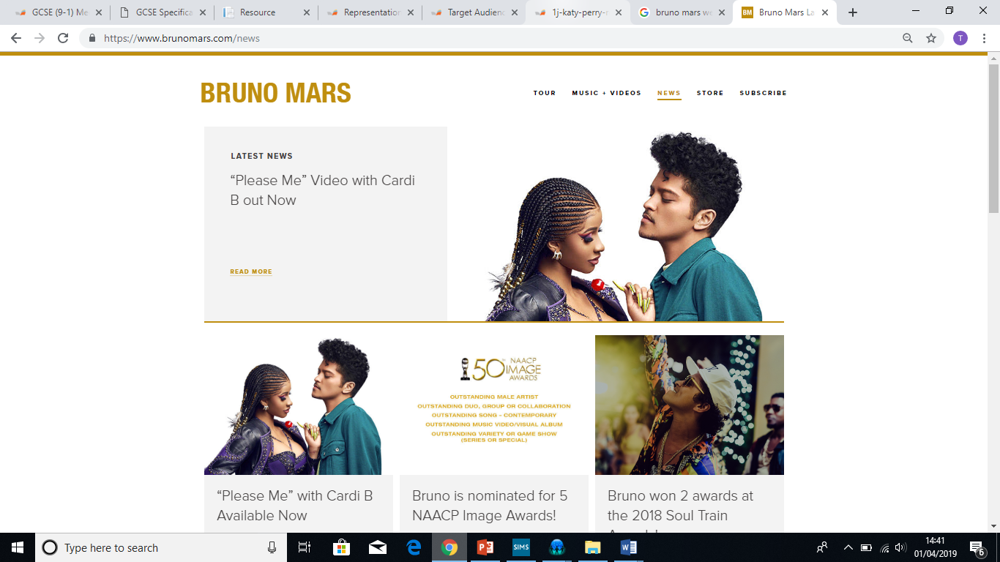 GCSE (9-1) Me
GCSE Specifica
Resource
Representation
Target Audienc
1j-katy-perry-r
bruno mars we
BM
Bruno Mars La
https://www.brunomars.com/news
T
BRUNO MARS
TOUR
MUSIC + VIDEOS
NEWS
STORE
SUBSCRIBE
LATEST NEWS
“Please Me” Video with Cardi
B out Now
READ MORE
50
NAACP
IMAGE
AWARDS
OUTSTANDING MALE ARTIST
OUTSTANDING DUO, GROUP OR COLLABORATION
OUTSTANDING SONG – CONTEMPORARY
OUTSTANDING MUSIC VIDEO/VISUAL ALBUM
OUTSTANDING VARIETY OR GAME SHOW
(SERIES OR SPECIAL)
“Please Me” with Cardi B
Available Now
Bruno is nominated for 5
NAACP Image Awards!
Bruno won 2 awards at
the 2018 Soul Train
Type here to search
SIMS
14:41
01/04/2019
6